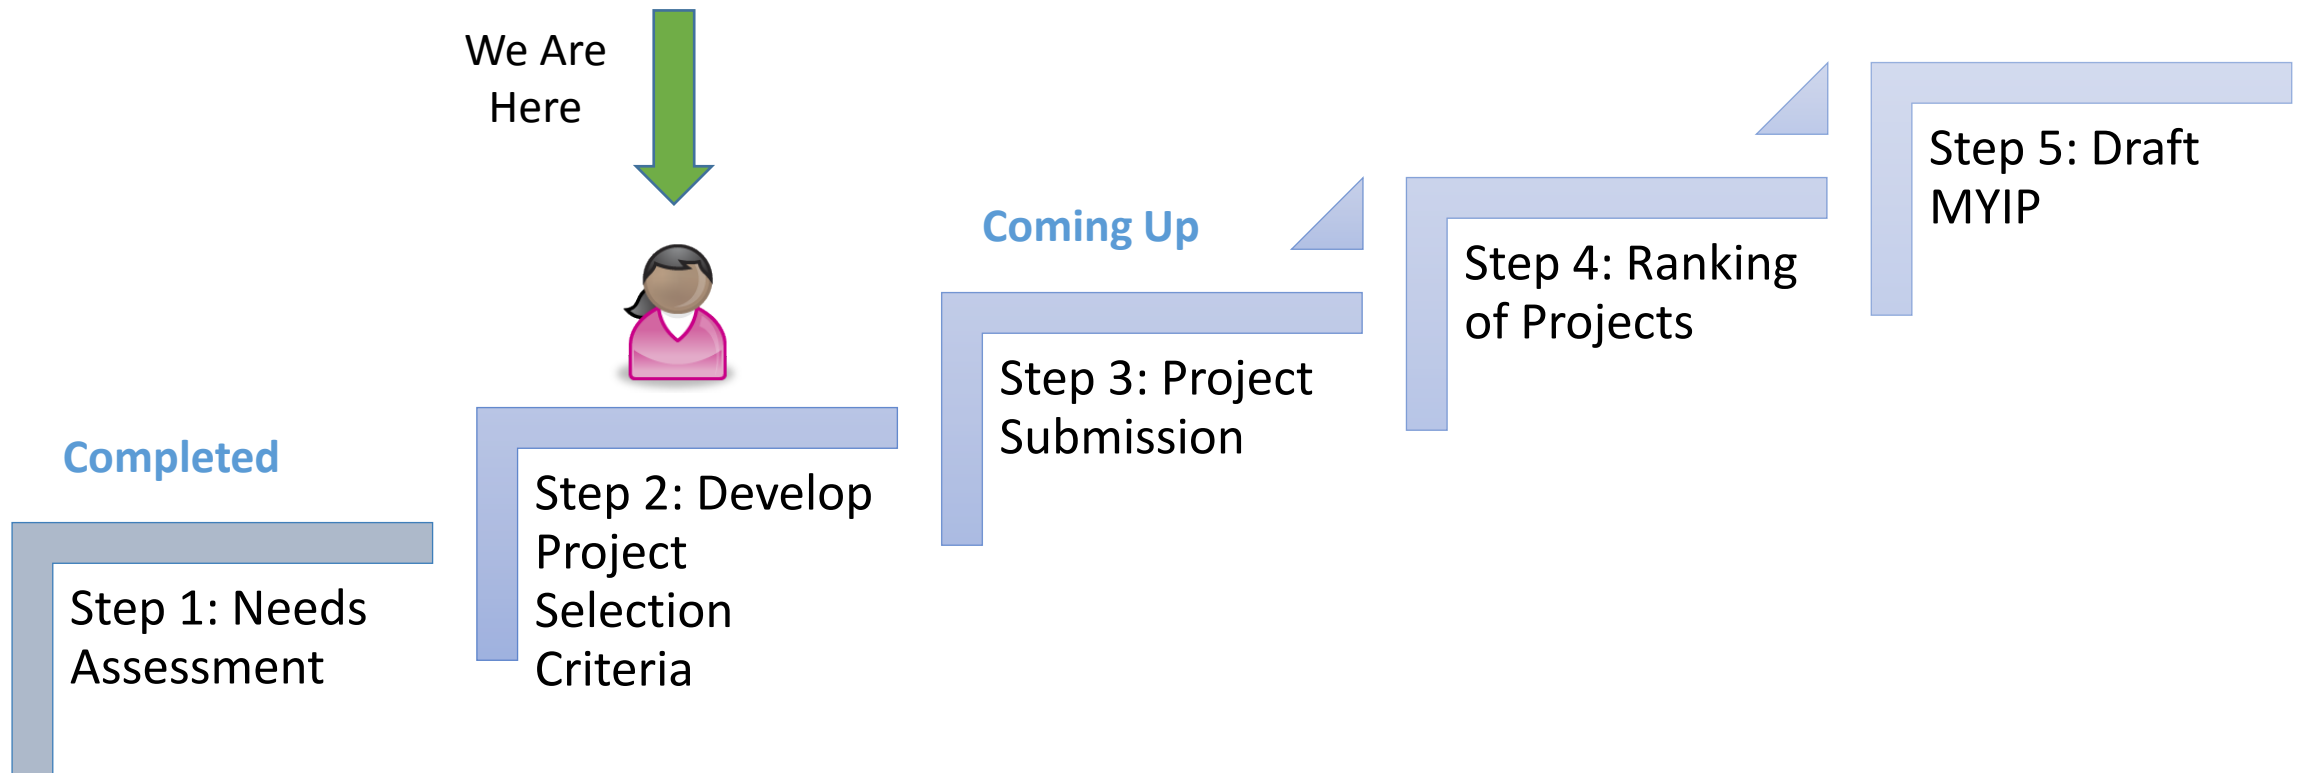 We Are
Here
Completed
Step 1: Needs
Assessment
Step 2: Develop
Project
Selection
Criteria
Coming Up
Step 3: Project
Submission
Step 4: Ranking
of Projects
Step 5: Draft
MYIP